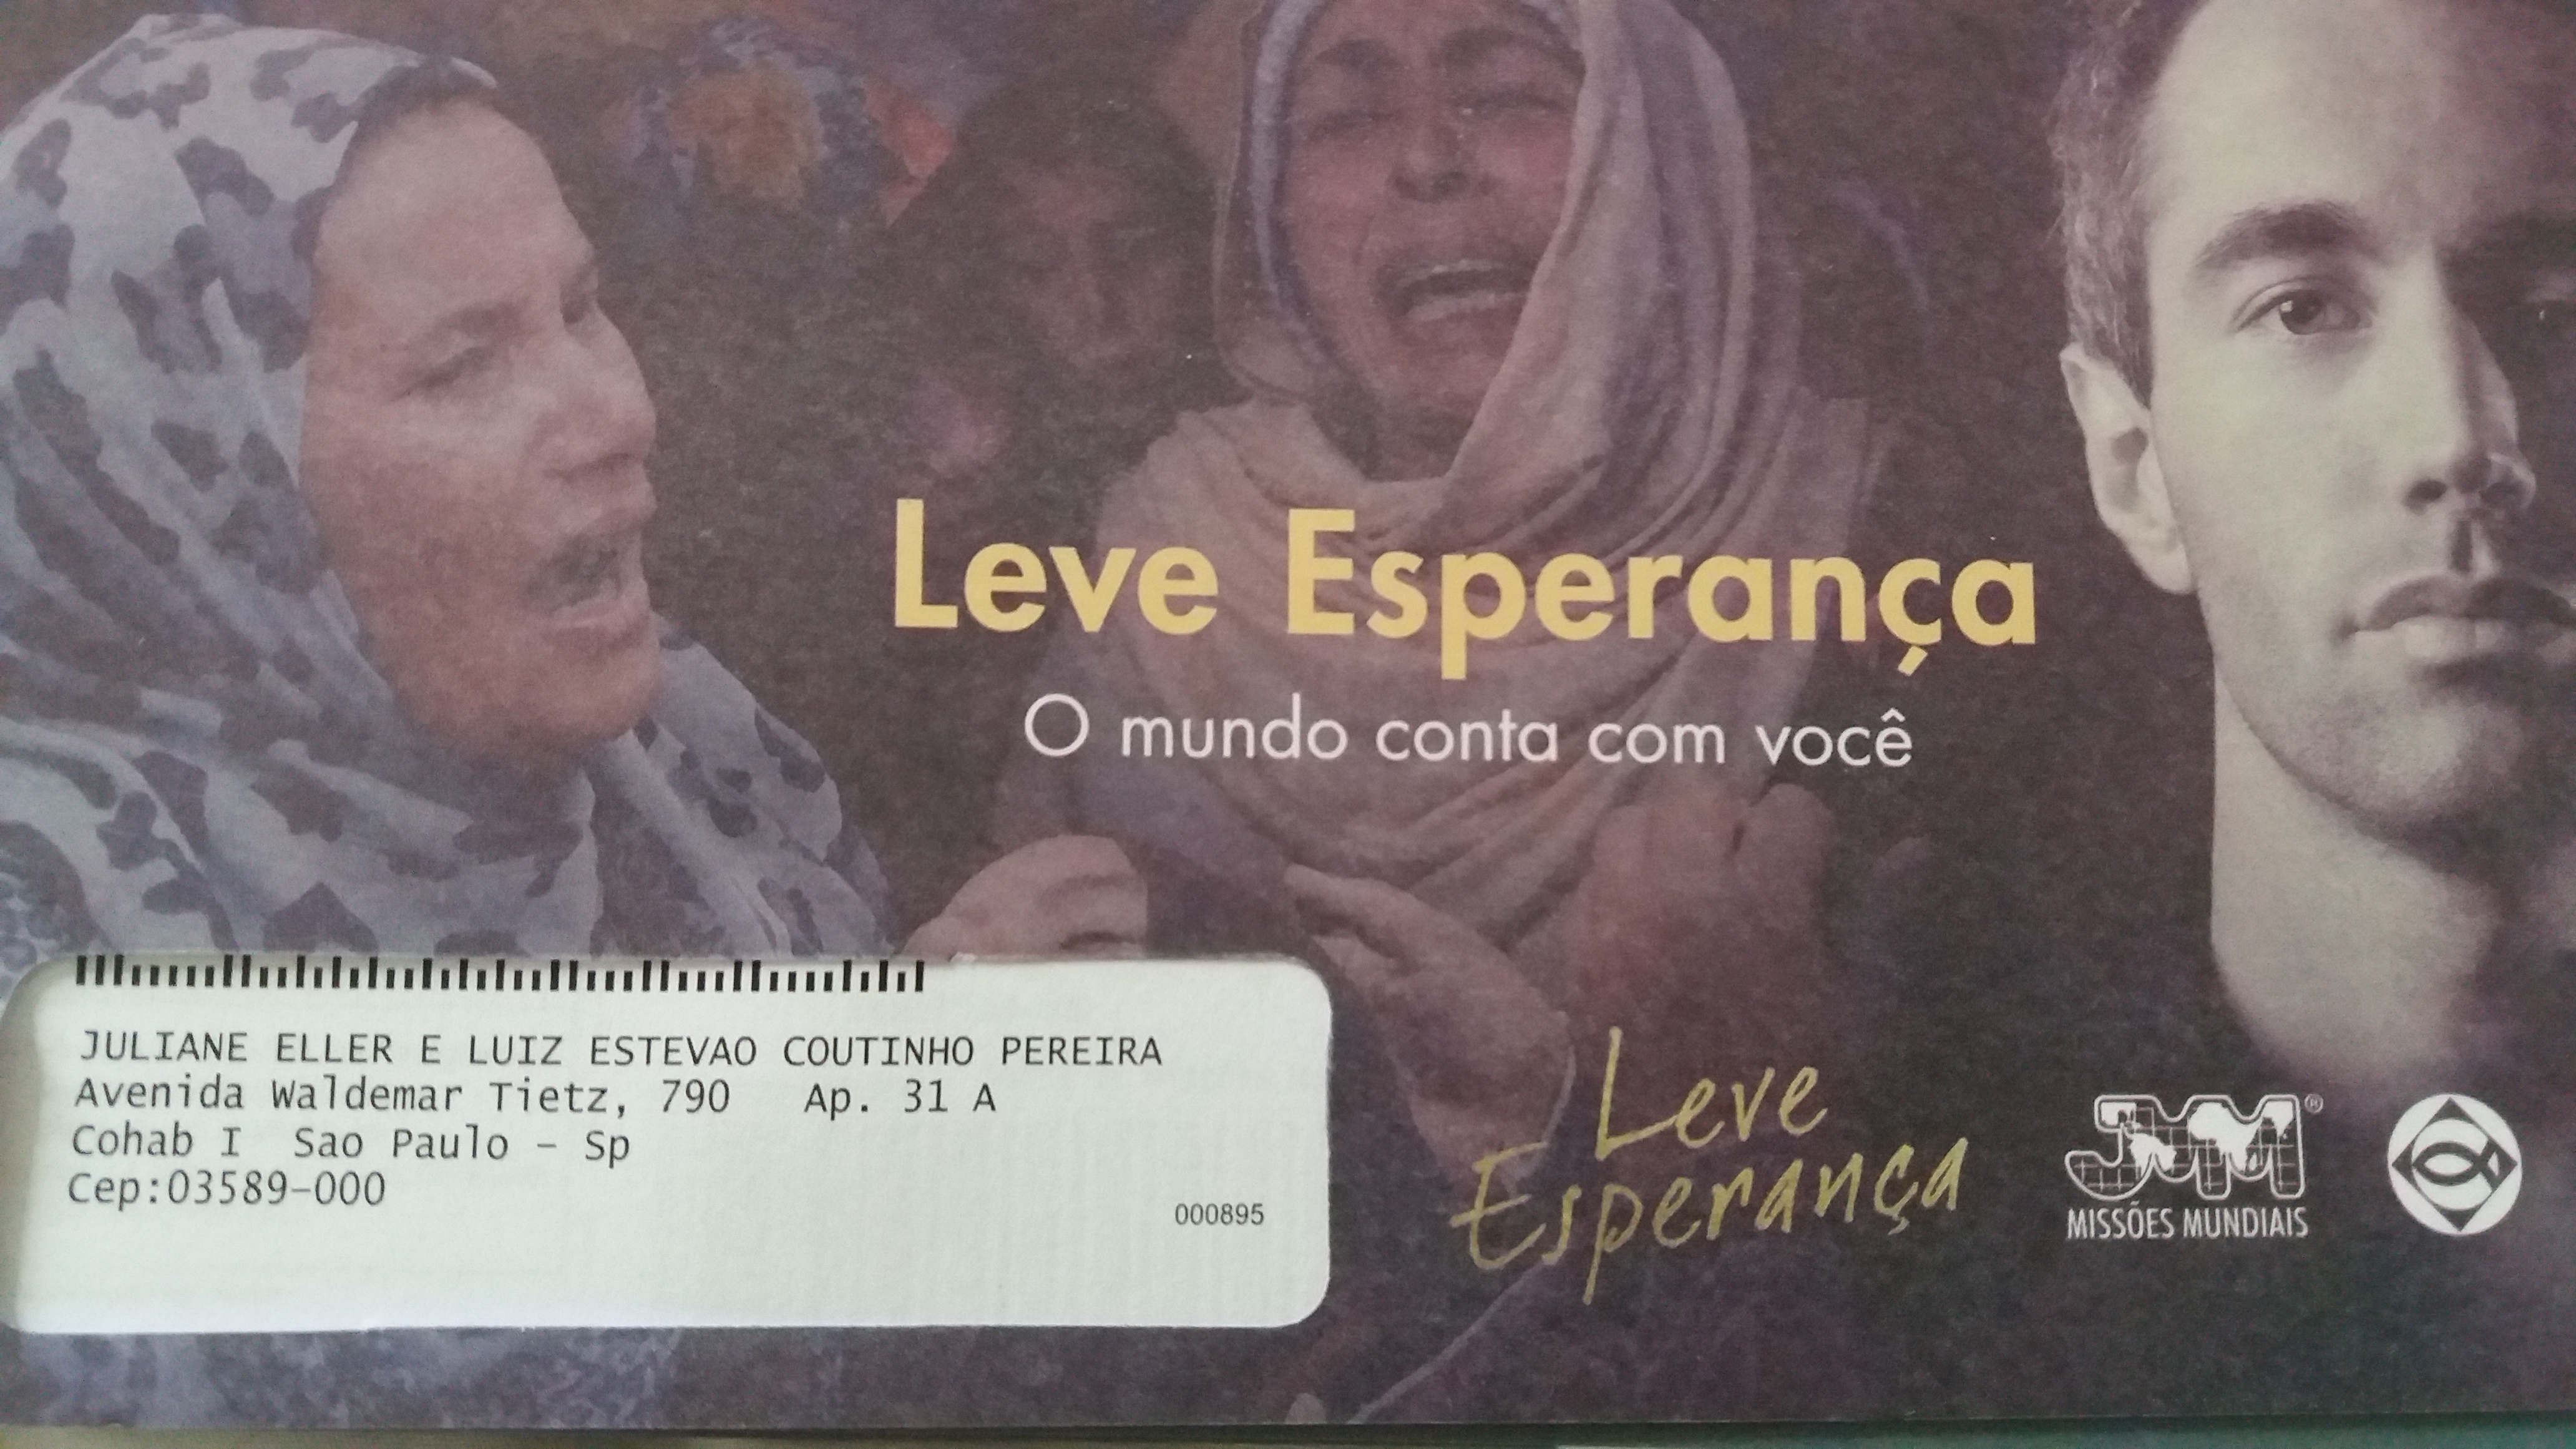 Leve Esperança
O mundo conta com você
JULIANE ELLER E LUIZ ESTEVAO COUTINHO PEREIRA
Avenida Waldemar Tietz, 790 Ap. 31 A
Cohab I Sao Paulo - Sp
Cep:03589-000
000895
Leve
Esperança
JMM®
MISSÕES MUNDIAIS